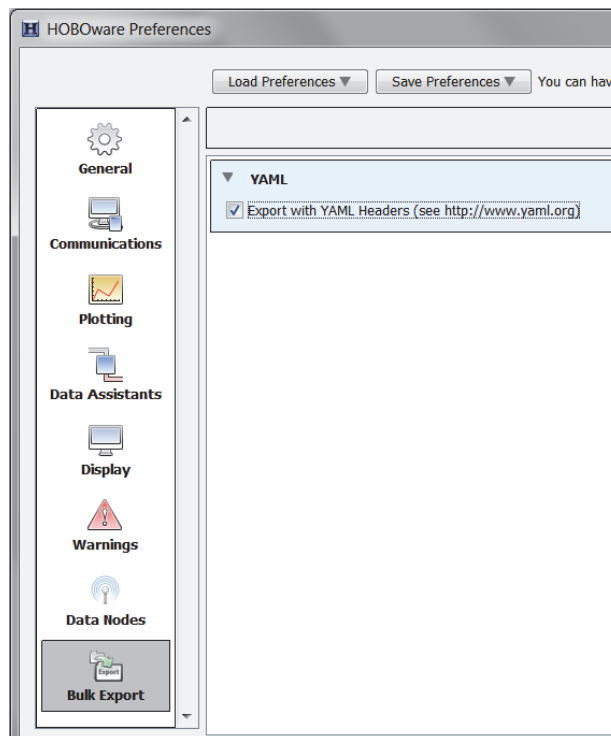 HOBOware Preferences
Load Preferences ▼ Save Preferences ▼ You can hav
General
Communications
Plotting
Data Assistants
Display
Warnings
Data Nodes
Export
Bulk Export
▼ YAML
Export with YAML Headers (see http://www.yaml.org)